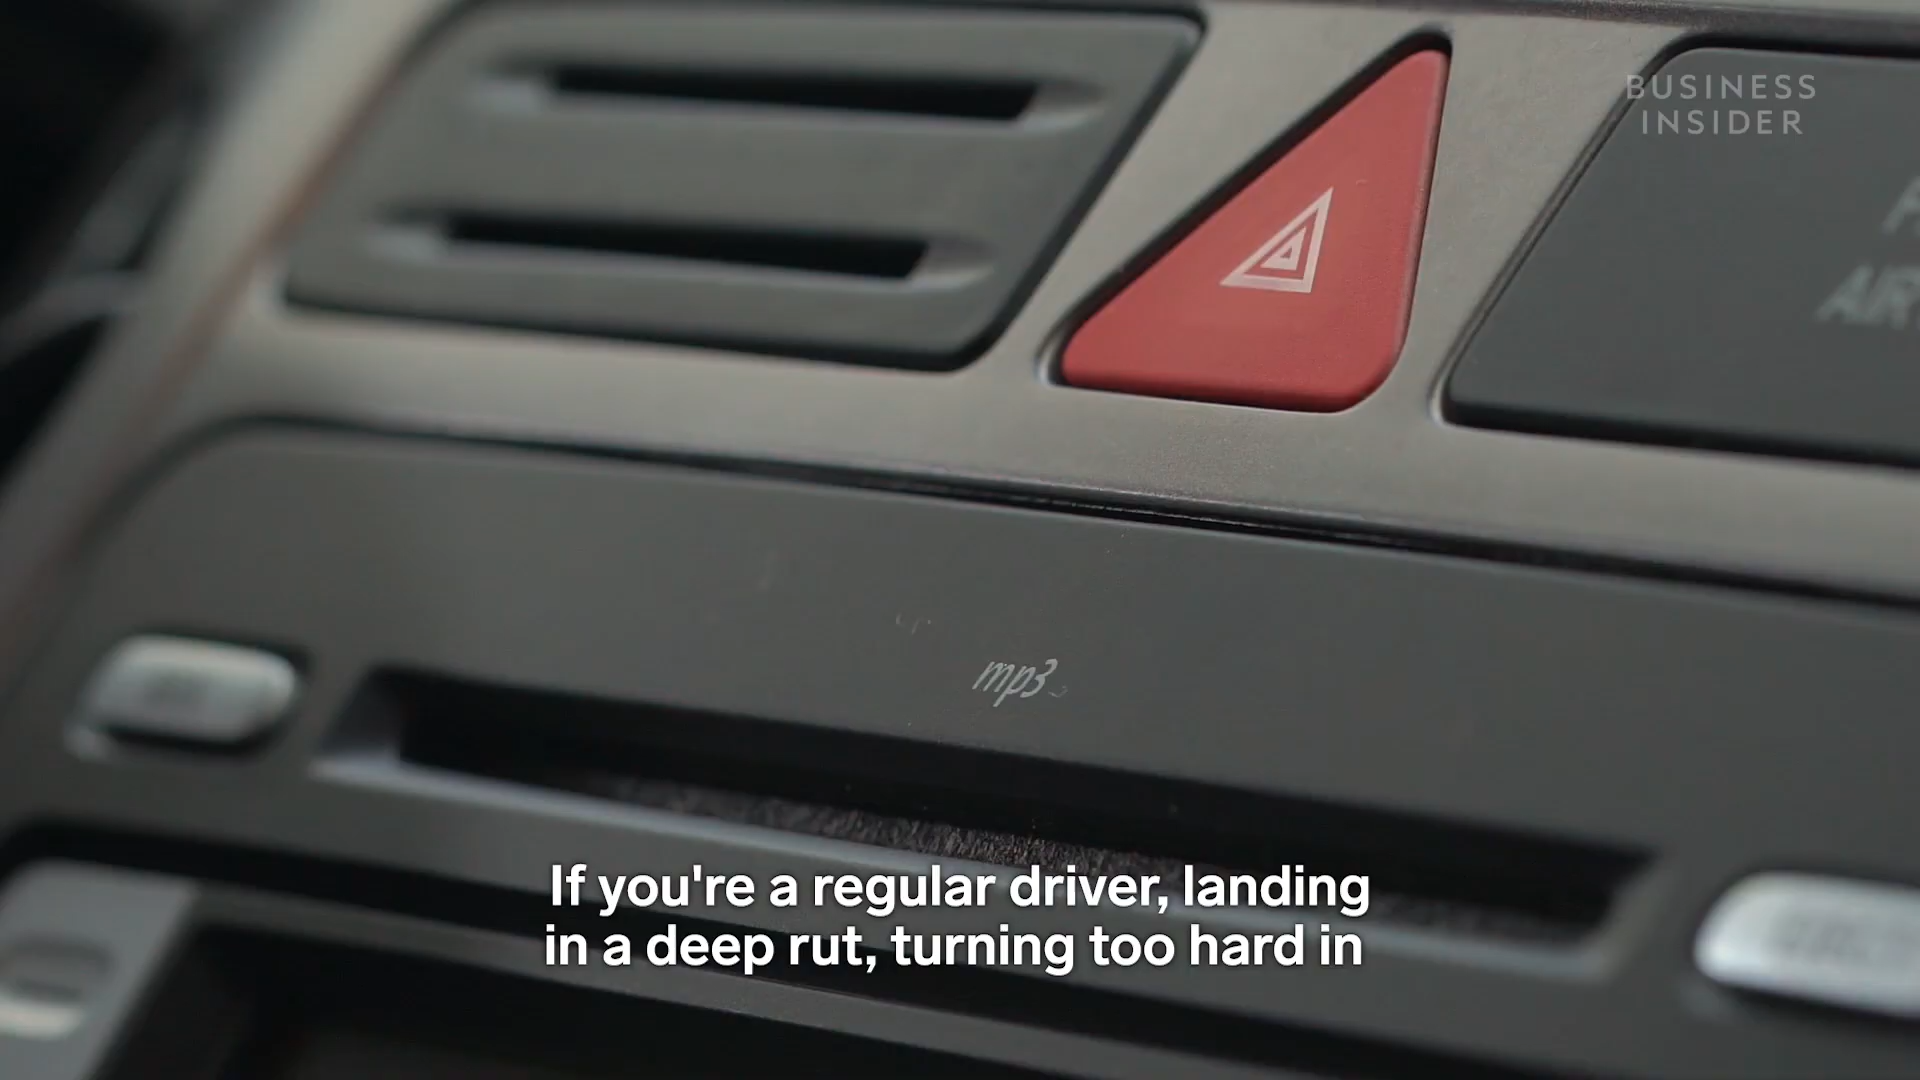 BUSINESS
INSIDER
mp3
If you're a regular driver, landing
in a deep rut, turning too hard in